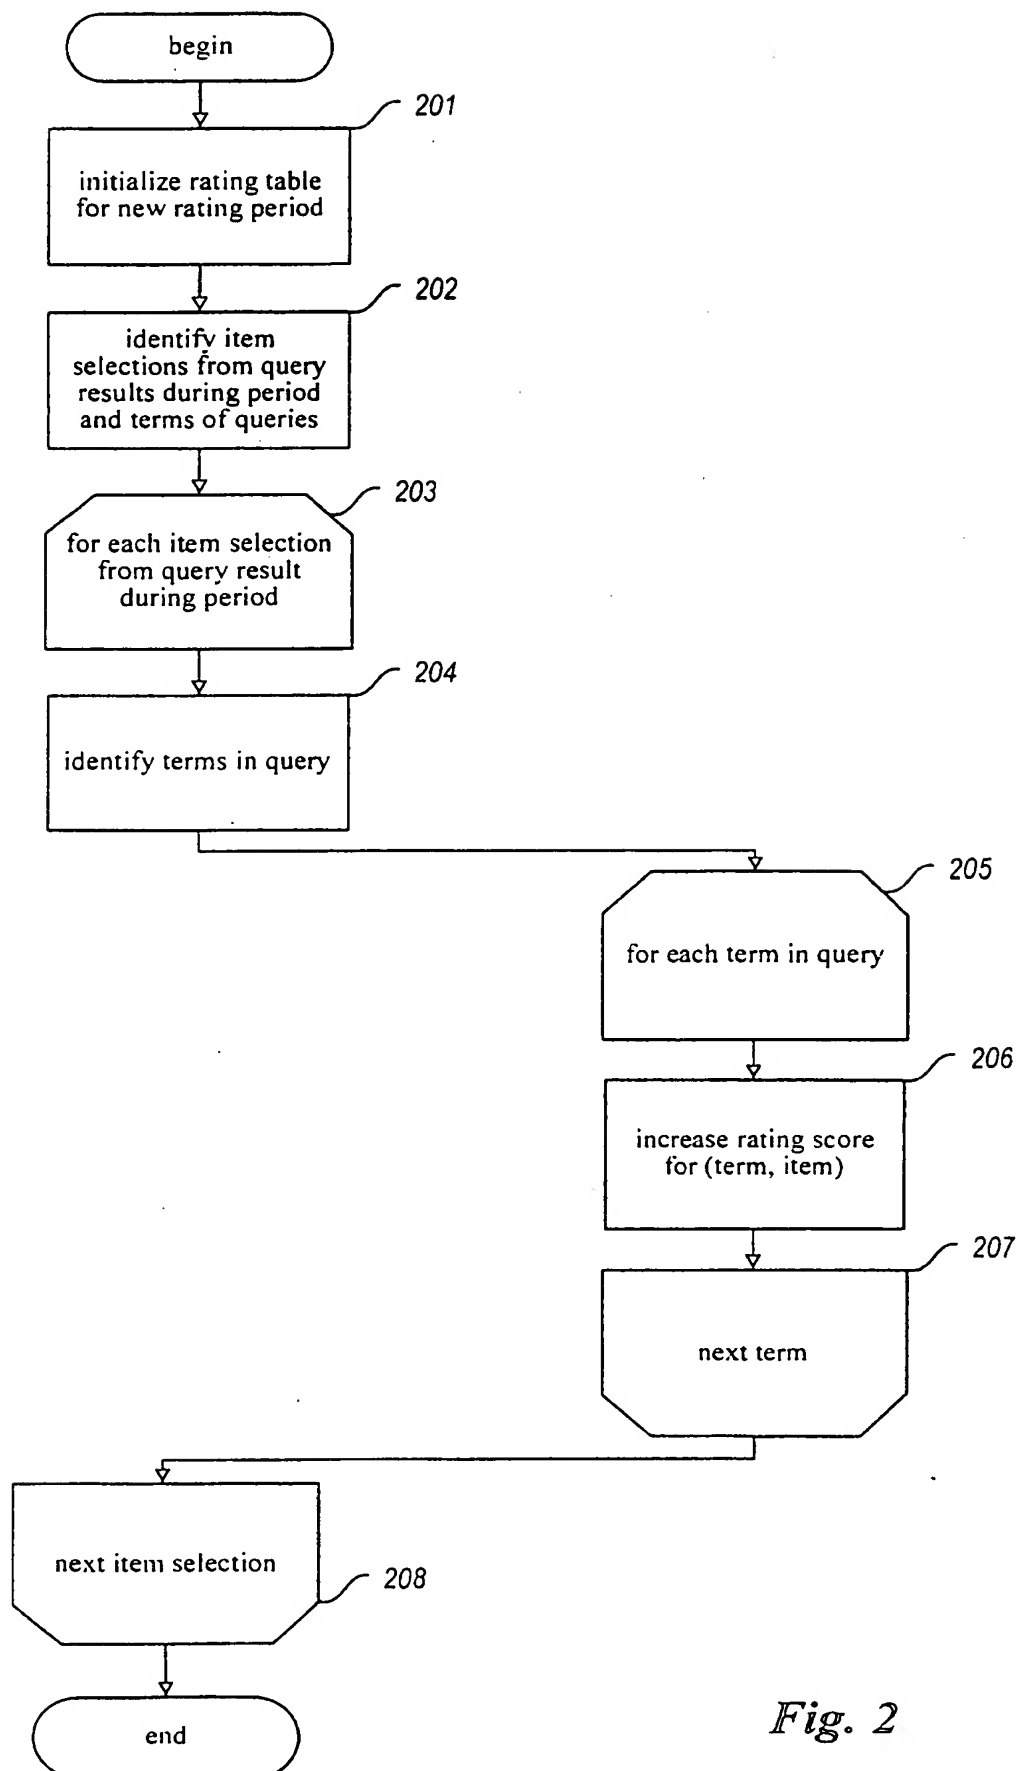 begin
201
initialize rating table
for new rating period
202
identify item
selections from query
results during period
and terms of queries
203
for each item selection
from query result
during period
204
identify terms in query
205
for each term in query
206
increase rating score
for (term, item)
207
next term
next item selection
208
end
Fig. 2